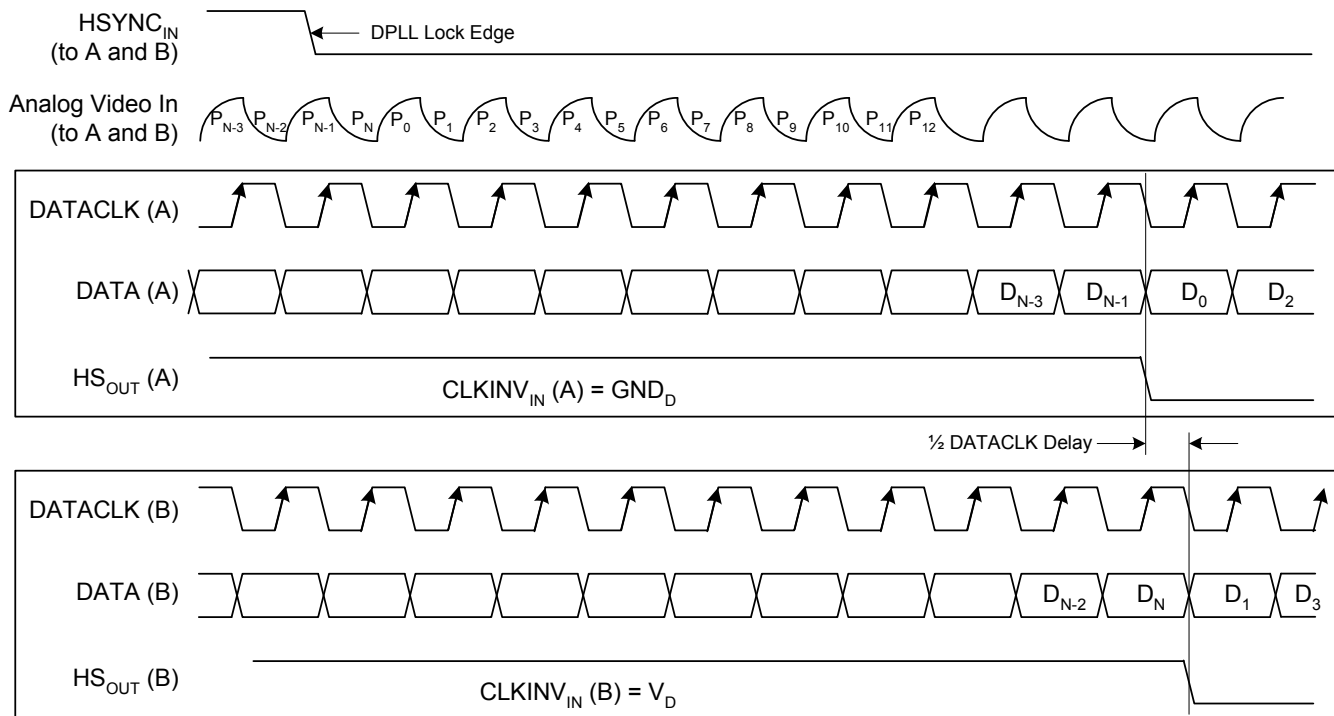 HSYNC_IN
(to A and B)
DPLL Lock Edge
Analog Video In
(to A and B)
P_N-3 P_N-2 P_N-1 P_N P_0 P_1 P_2 P_3 P_4 P_5 P_6 P_7 P_8 P_9 P_10 P_11 P_12
DATACLK (A)
DATA (A)
D_N-3 D_N-1 D_0 D_2
HS_OUT (A)
CLKINV_IN (A) = GND_D
½ DATACLK Delay
DATACLK (B)
DATA (B)
D_N-2 D_N D_1 D_3
HS_OUT (B)
CLKINV_IN (B) = V_D